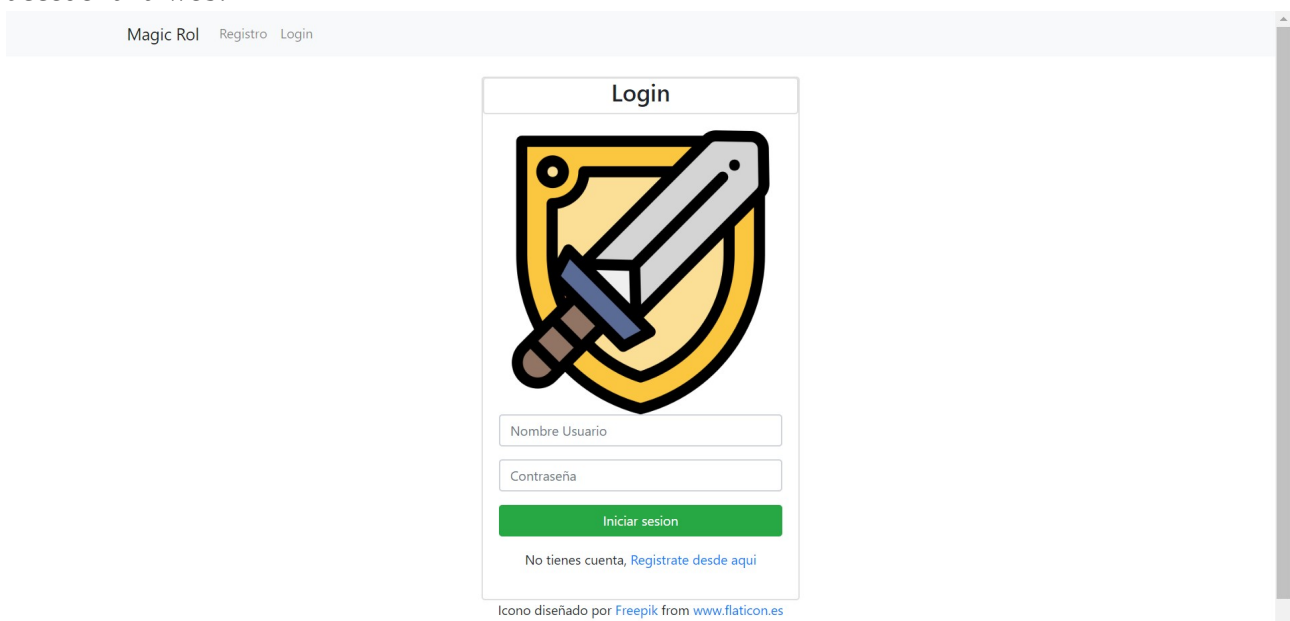 Magic Rol Registro Login
Login
Nombre Usuario
Contraseña
Iniciar sesion
No tienes cuenta, Registrate desde aqui
Icono diseñado por Freepik from www.flaticon.es